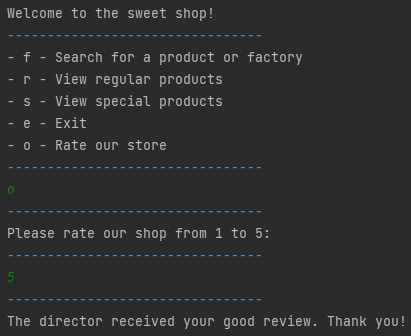 Welcome to the sweet shop!
--------------------------------
- f - Search for a product or factory
- r - View regular products
- s - View special products
- e - Exit
- o - Rate our store
--------------------------------
o
--------------------------------
Please rate our shop from 1 to 5:
--------------------------------
5
--------------------------------
The director received your good review. Thank you!